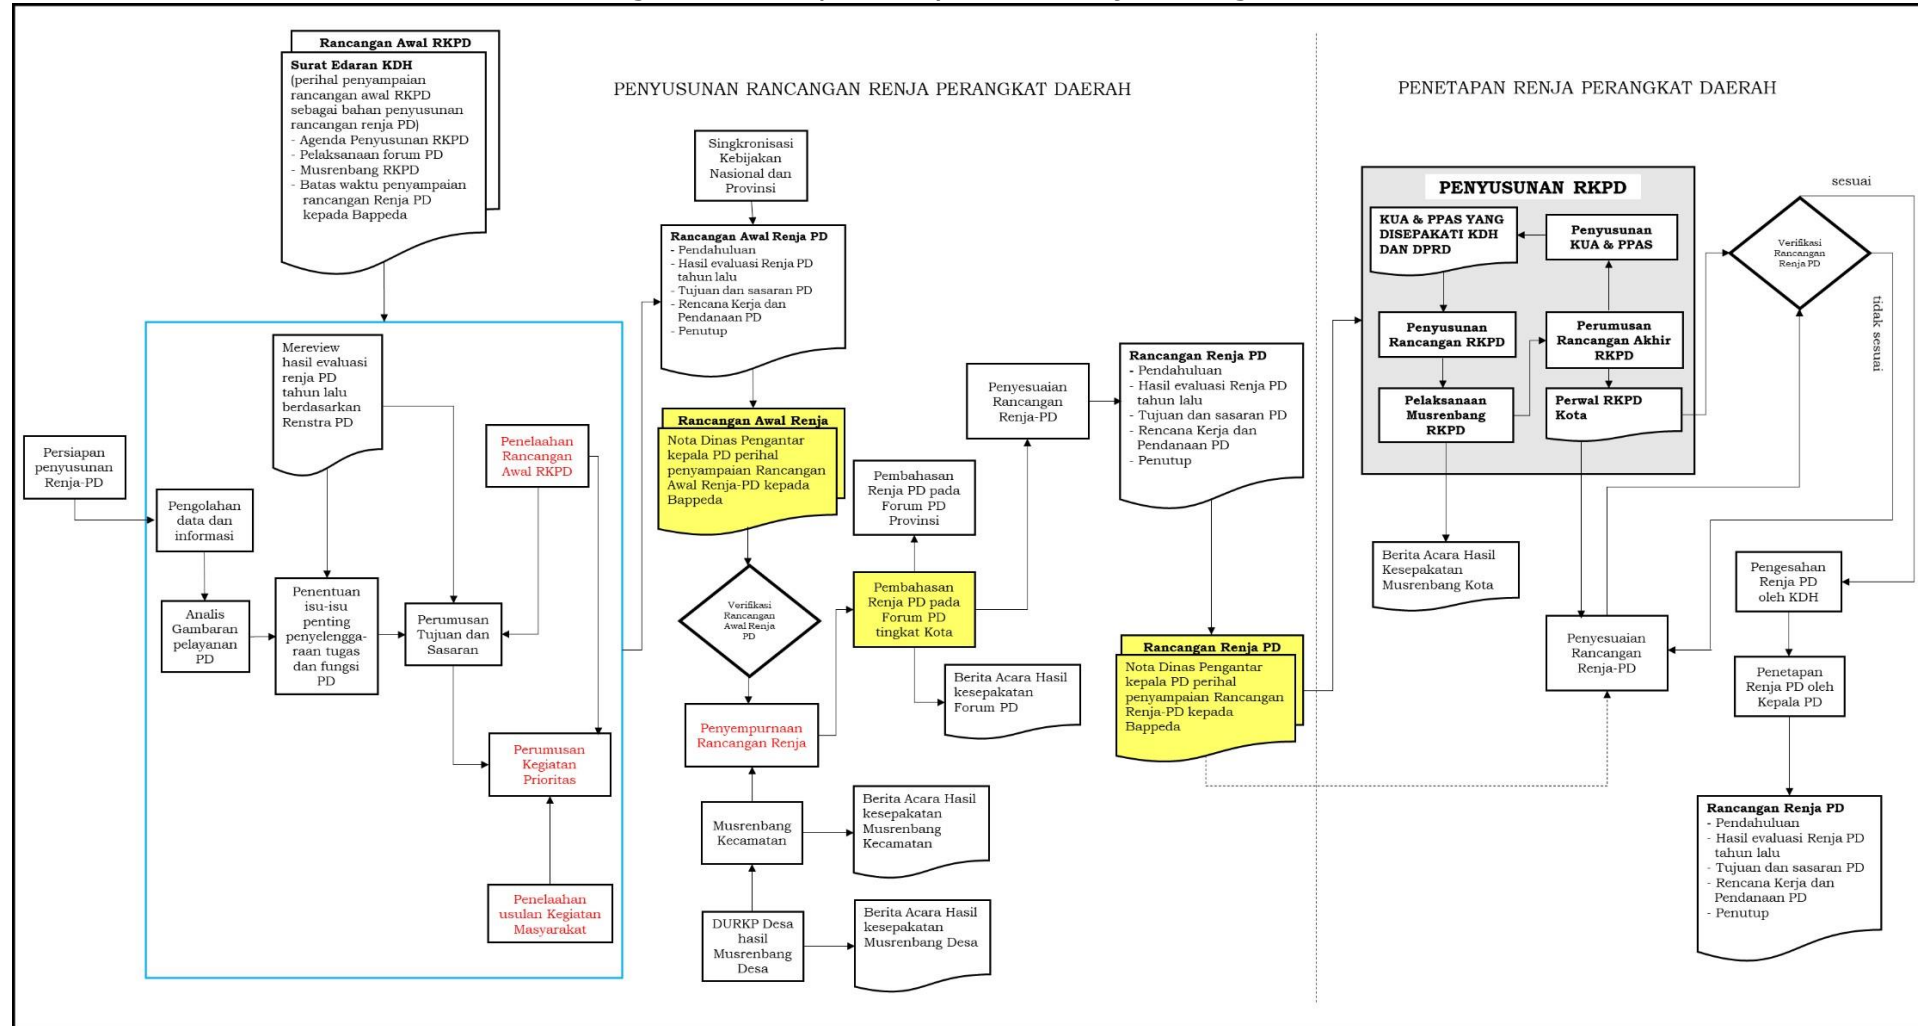 Rancangan Awal RKPD
Surat Edaran KDH
(perihal penyampaian
rancangan awal RKPD
sebagai bahan penyusunan
rancangan renja PD)
- Agenda Penyusunan RKPD
- Pelaksanaan forum PD
- Musrenbang RKPD
- Batas waktu penyampaian
rancangan Renja PD
kepada Bappeda
PENYUSUNAN RANCANGAN RENJA PERANGKAT DAERAH
PENETAPAN RENJA PERANGKAT DAERAH
Persiapan
penyusunan
Renja-PD
Mereview
hasil evaluasi
renja PD
tahun lalu
berdasarkan
Renstra PD
Penelaahan
Rancangan
Awal RKPD
Pengolahan
data dan
informasi
Analis
Gambaran
pelayanan
PD
Penentuan
isu-isu
penting
penyelengga-
raan tugas
dan fungsi
PD
Perumusan
Tujuan dan
Sasaran
Perumusan
Kegiatan
Prioritas
Penelaahan
usulan Kegiatan
Masyarakat
Singkronisasi
Kebijakan
Nasional dan
Provinsi
Rancangan Awal Renja PD
- Pendahuluan
- Hasil evaluasi Renja PD
tahun lalu
- Tujuan dan sasaran PD
- Rencana Kerja dan
Pendanaan PD
- Penutup
Rancangan Awal Renja
Nota Dinas Pengantar
kepala PD perihal
penyampaian Rancangan
Awal Renja-PD kepada
Bappeda
Verifikasi
Rancangan
Awal Renja
PD
Penyempurnaan
Rancangan Renja
Musrenbang
Kecamatan
DURKP Desa
hasil
Musrenbang
Desa
Berita Acara Hasil
kesepakatan
Musrenbang
Kecamatan
Berita Acara Hasil
kesepakatan
Musrenbang Desa
Pembahasan
Renja PD pada
Forum PD
Provinsi
Pembahasan
Renja PD pada
Forum PD
tingkat Kota
Berita Acara Hasil
kesepakatan
Forum PD
Penyesuaian
Rancangan
Renja-PD
Rancangan Renja PD
- Pendahuluan
- Hasil evaluasi Renja PD
tahun lalu
- Tujuan dan sasaran PD
- Rencana Kerja dan
Pendanaan PD
- Penutup
Rancangan Renja PD
Nota Dinas Pengantar
kepala PD perihal
penyampaian Rancangan
Renja-PD kepada
Bappeda
PENYUSUNAN RKPD
KUA & PPAS YANG
DISEPAKATI KDH
DAN DPRD
Penyusunan
KUA & PPAS
Penyusunan
Rancangan RKPD
Perumusan
Rancangan Akhir
RKPD
Pelaksanaan
Musrenbang
RKPD
Perwal RKPD
Kota
Berita Acara Hasil
Kesepakatan
Musrenbang Kota
Penyesuaian
Rancangan
Renja-PD
Verifikasi
Rancangan
Renja PD
sesuai
tidak sesuai
Pengesahan
Renja PD
oleh KDH
Penetapan
Renja PD oleh
Kepala PD
Rancangan Renja PD
- Pendahuluan
- Hasil evaluasi Renja PD
tahun lalu
- Tujuan dan sasaran PD
- Rencana Kerja dan
Pendanaan PD
- Penutup